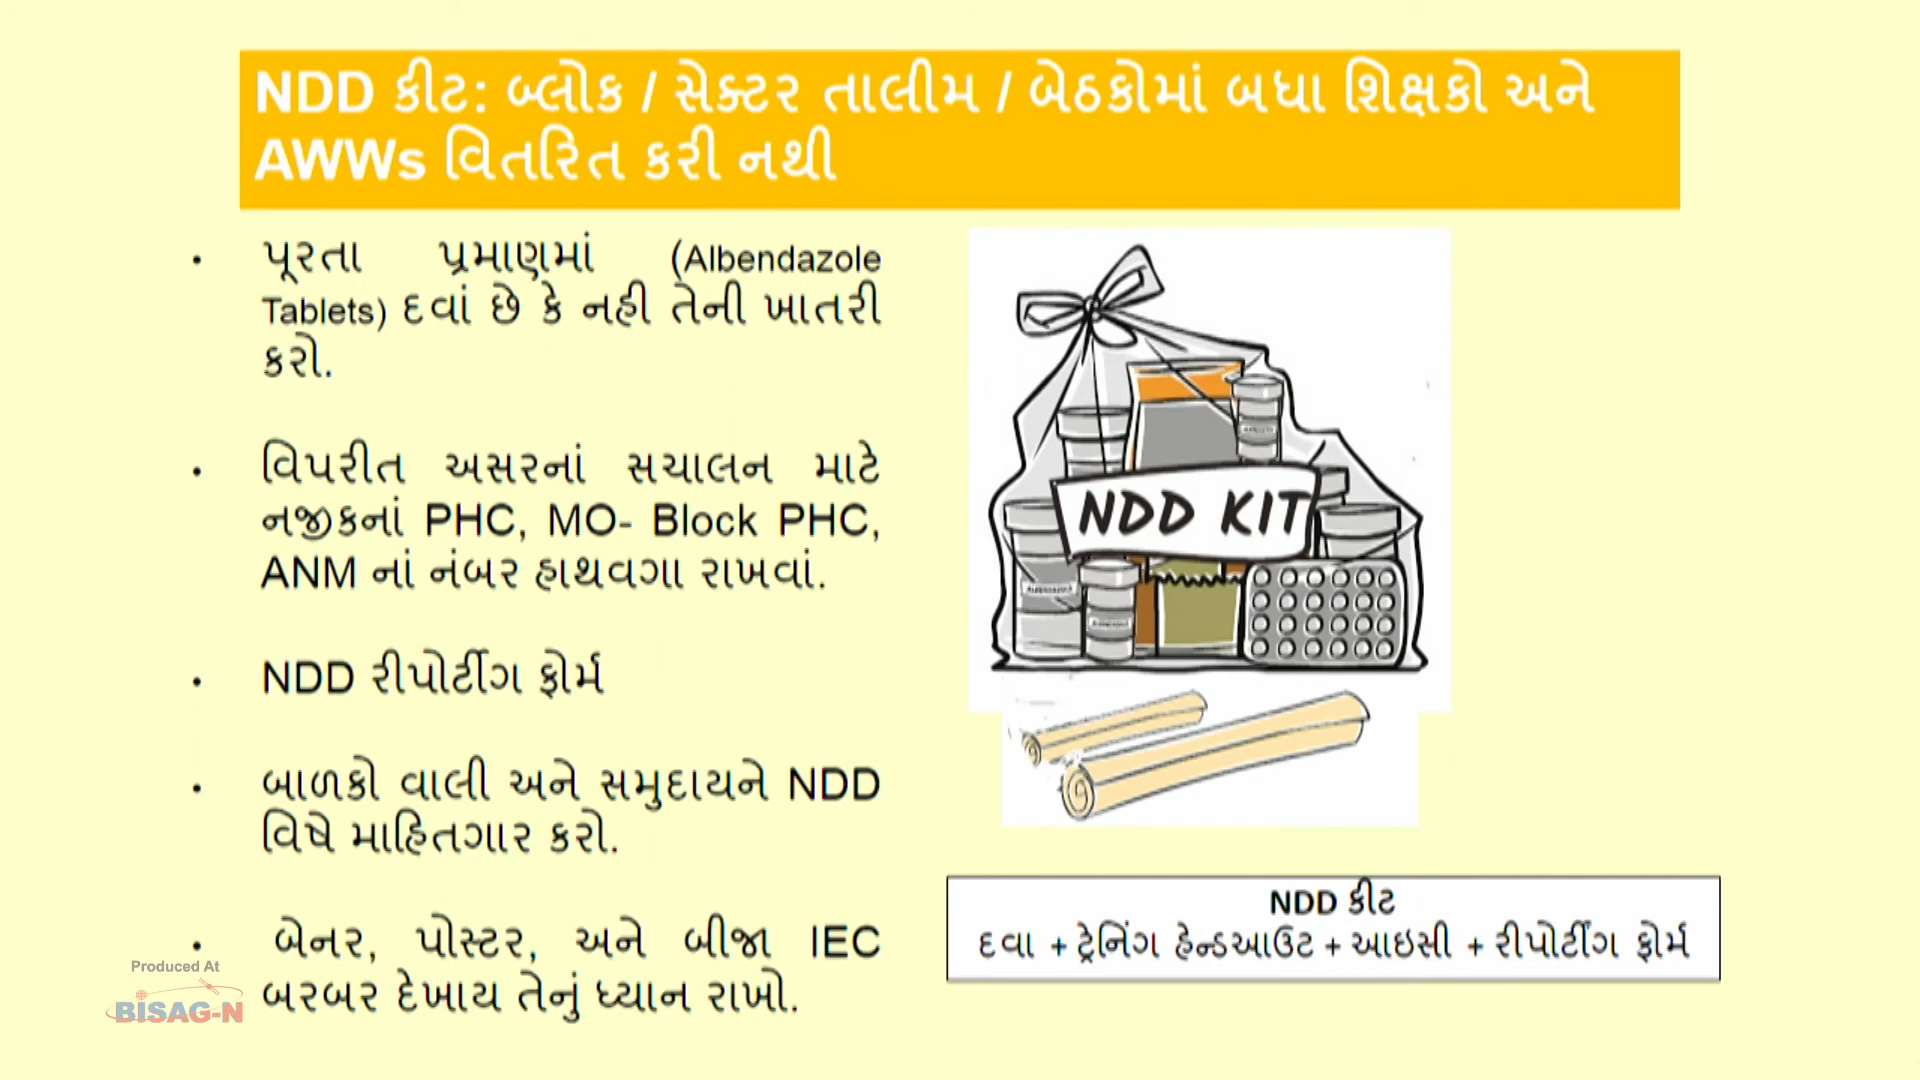 NDD કીટ: બ્લોક / સેક્ટર તાલીમ / બેઠકોમાં બધા શિક્ષકો અને
AWWs વિતરિત કરી નથી
• પૂરતા પ્રમાણમાં (Albendazole
Tablets) દવાં છે કે નહી તેની ખાતરી
કરો.
• વિપરીત અસરનાં સચાલન માટે
નજીકનાં PHC, MO- Block PHC,
ANM નાં નંબર હાથવગા રાખવાં.
• NDD રીપોર્ટીંગ ફોર્મ
• બાળકો વાલી અને સમુદાયને NDD
વિષે માહિતગાર કરો.
• બેનર, પોસ્ટર, અને બીજા IEC
બરબર દેખાય તેનું ધ્યાન રાખો.
NDD KIT
NDD કીટ
દવા + ટ્રેનિંગ હેન્ડઆઉટ + આઇસી + રીપોર્ટીંગ ફોર્મ
Produced At
BISAG-N